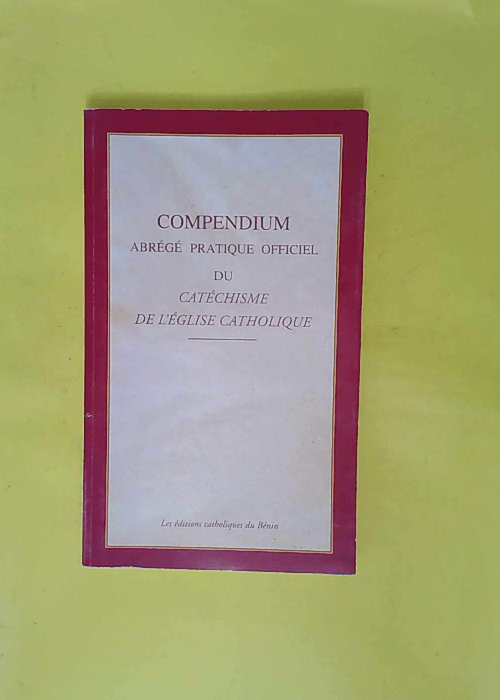 COMPENDIUM
ABRÉGÉ PRATIQUE OFFICIEL
DU
CATÉCHISME
DE L'ÉGLISE CATHOLIQUE
Les éditions catholiques du Bénin